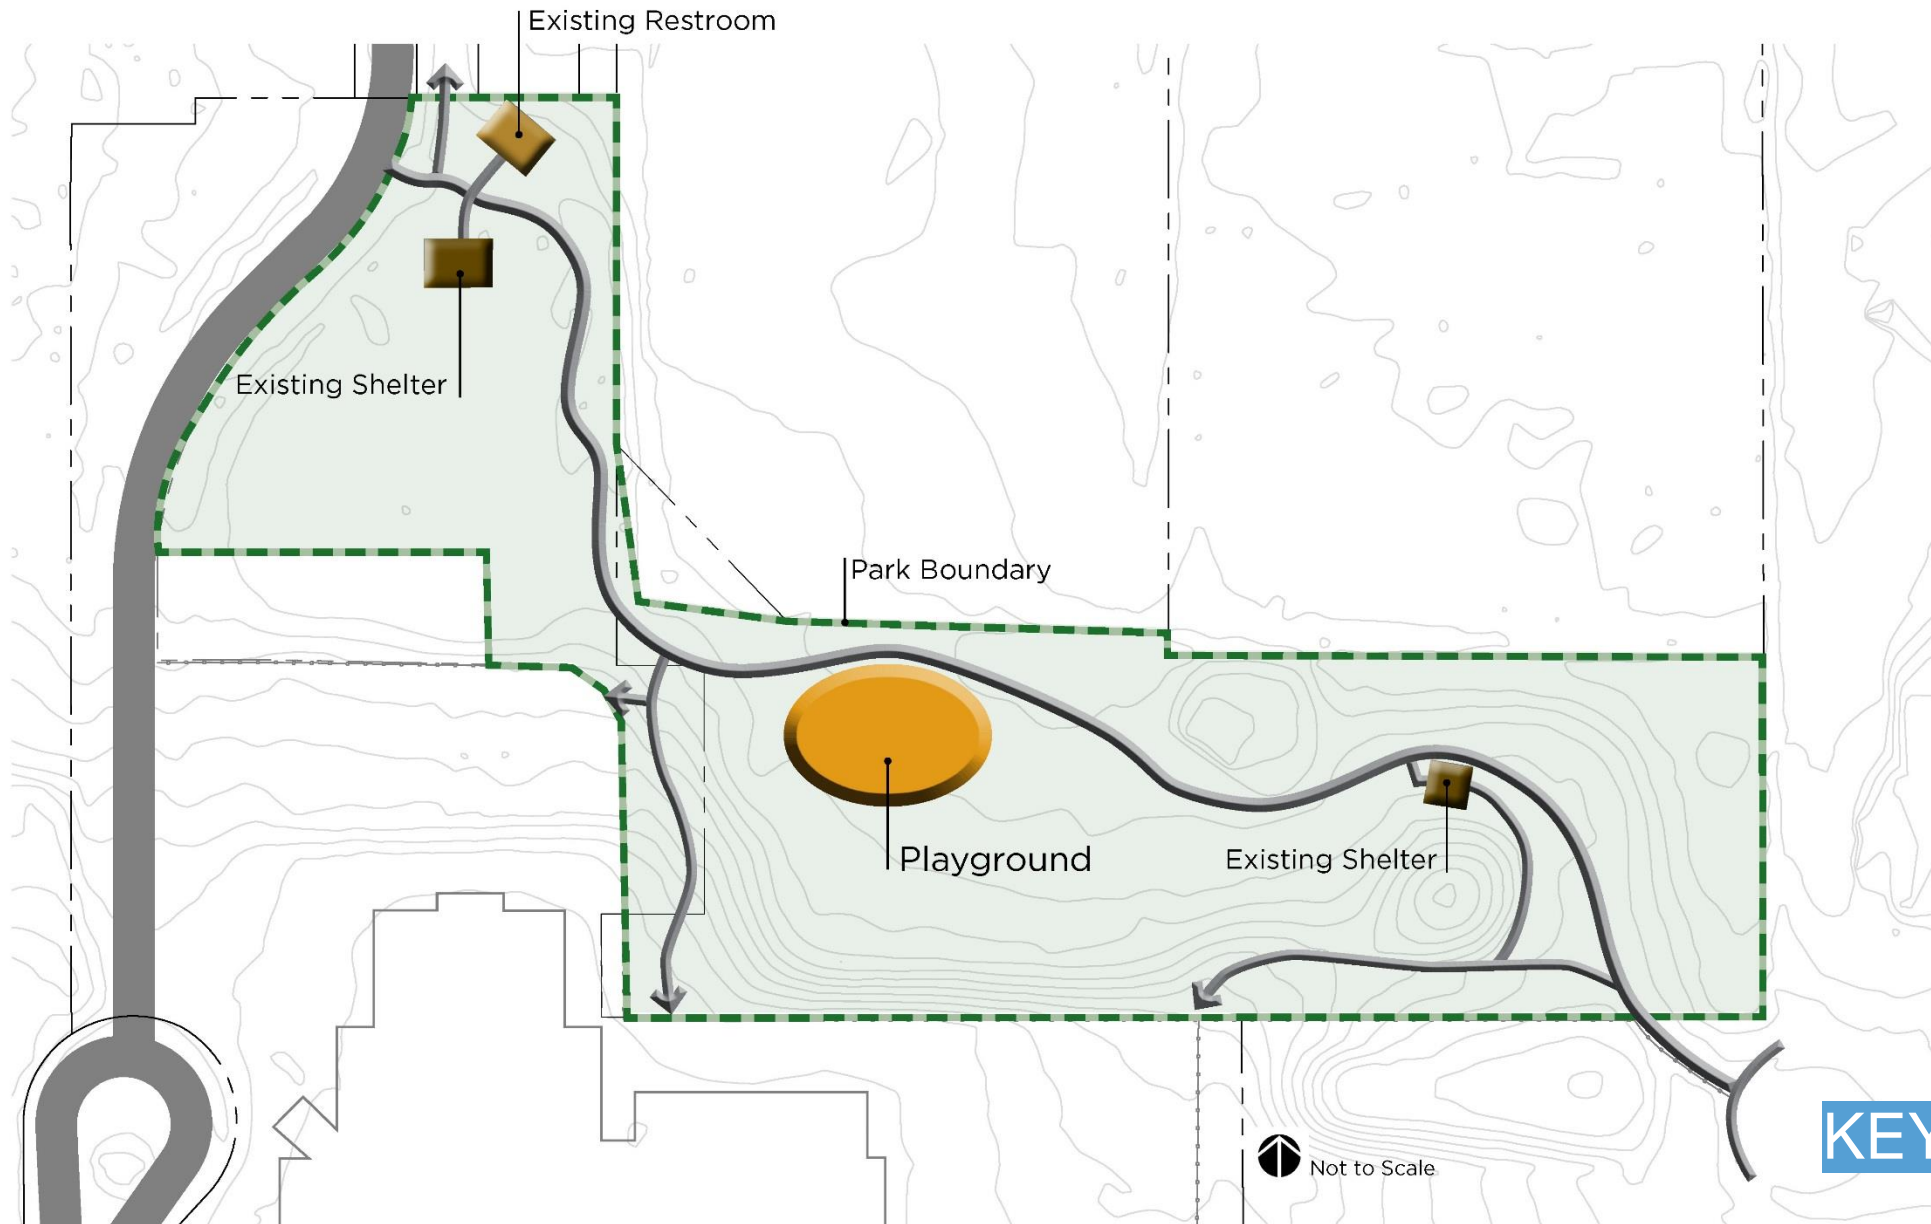 Existing Restroom
Existing Shelter
Park Boundary
Playground
Existing Shelter
Not to Scale
KEY